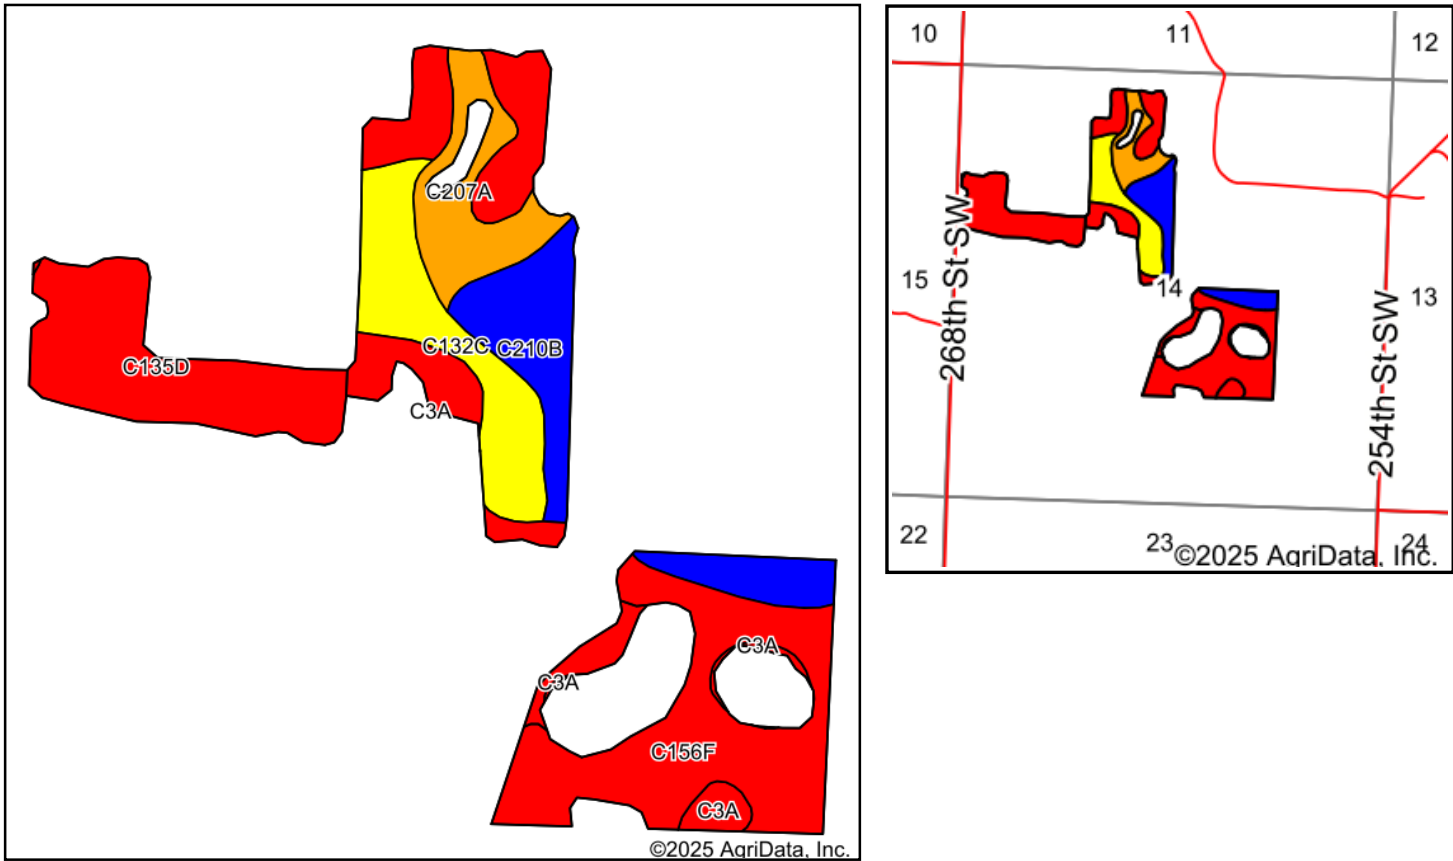 C207A
C132C
C210B
C135D
C3A
C3A
C3A
C156F
C3A
©2025 AgriData, Inc.
10
11
12
268th St SW
15
14
13
254th St SW
22
23
24
©2025 AgriData, Inc.